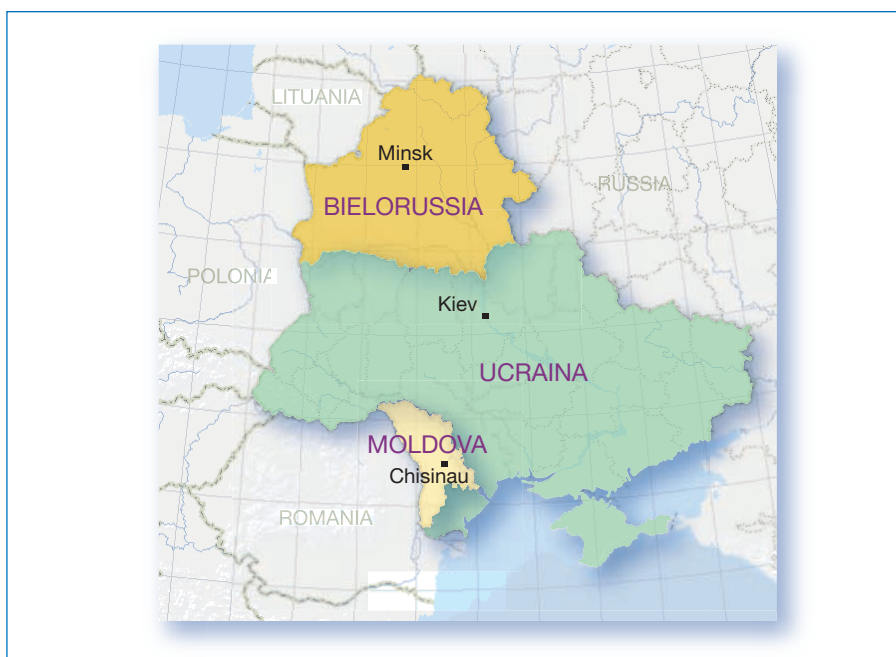 LITUANIA
Minsk
RUSSIA
BIELORUSSIA
POLONIA
Kiev
UCRAINA
MOLDOVA
Chisinau
ROMANIA